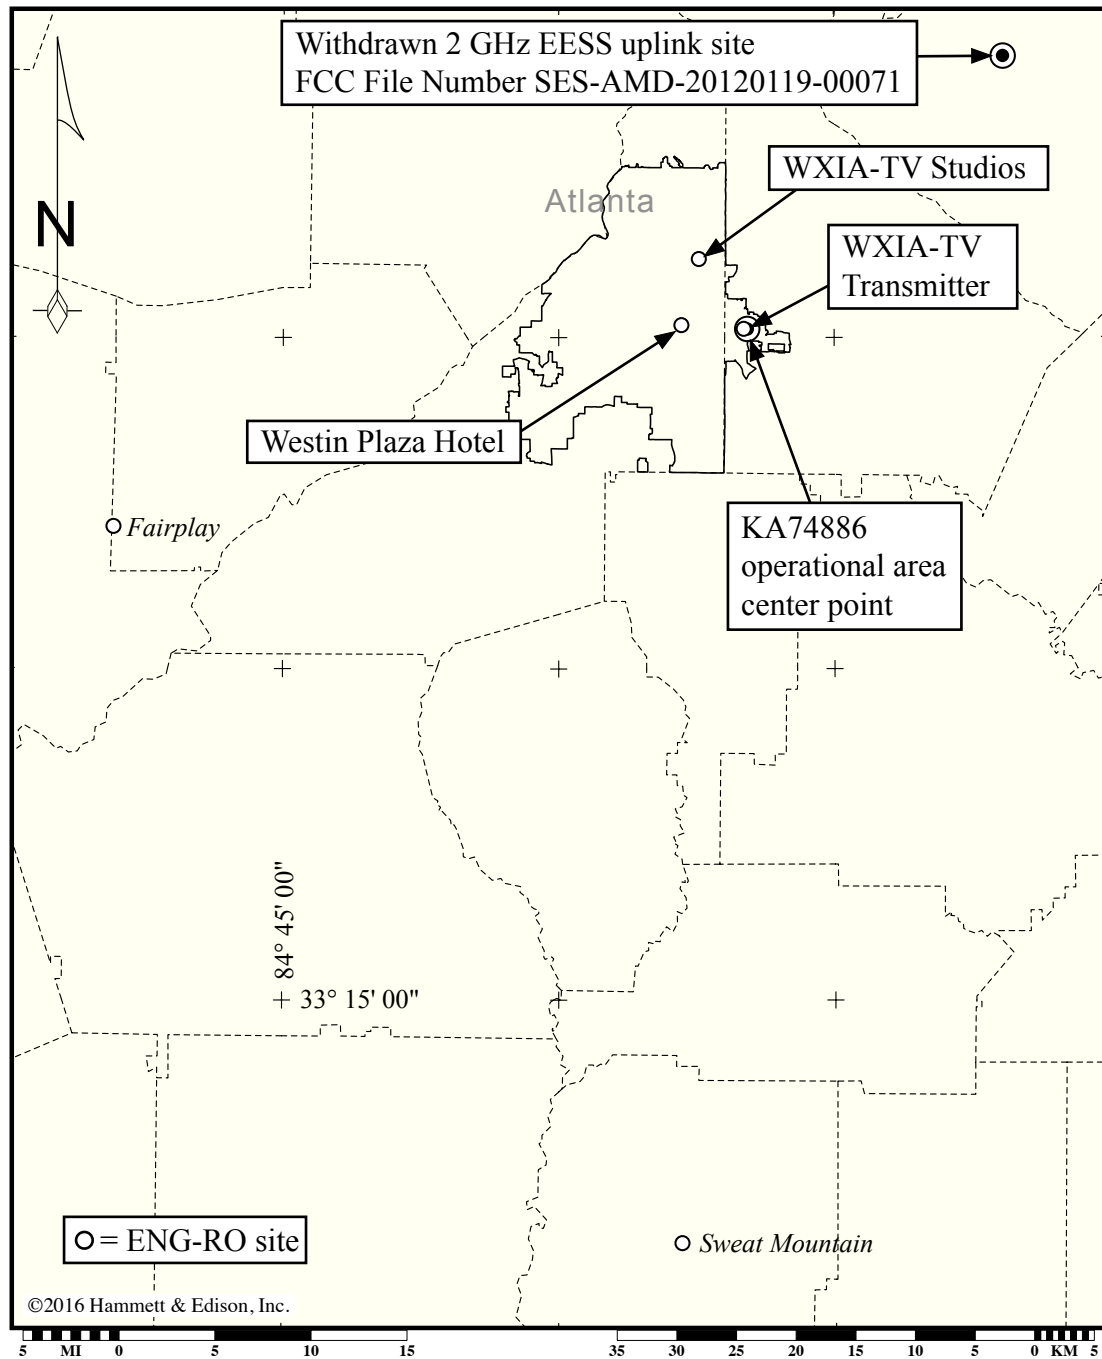 Withdrawn 2 GHz EESS uplink site
FCC File Number SES-AMD-20120119-00071
WXIA-TV Studios
Atlanta
WXIA-TV
Transmitter
N
Westin Plaza Hotel
KA74886
operational area
center point
Fairplay
84° 45' 00"
33° 15' 00"
= ENG-RO site
Sweat Mountain
©2016 Hammett & Edison, Inc.
5 MI 0 5 10 15 35 30 25 20 15 10 5 0 KM 5